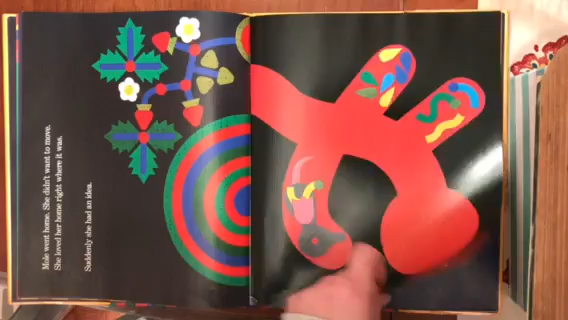 Mole went home. She didn't want to move.
She loved her home right where it was.
Suddenly she had an idea.